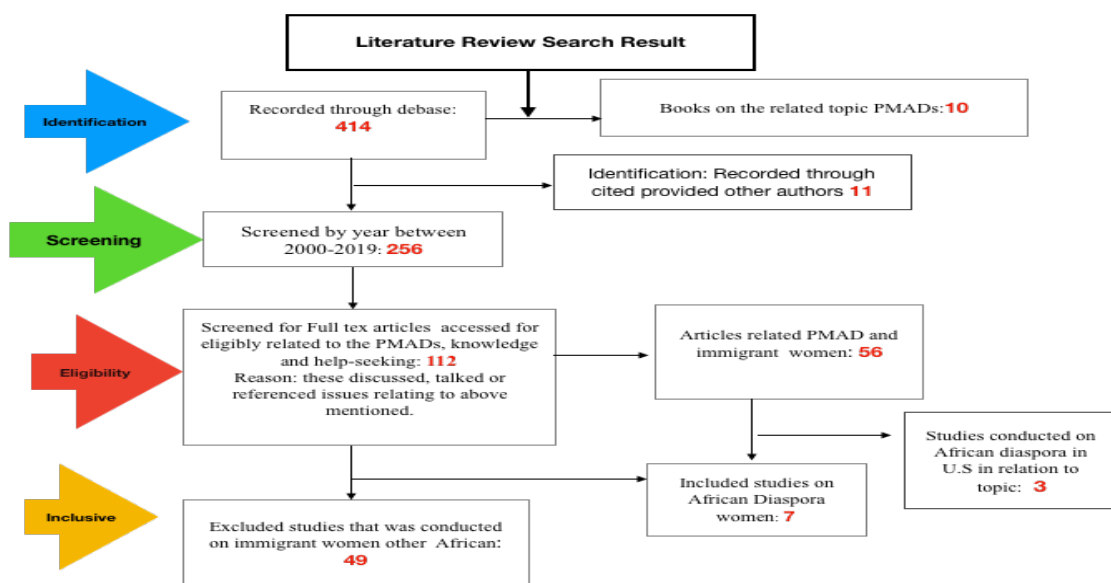 Literature Review Search Result
Identification
Recorded through debase:
414
Books on the related topic PMADs:10
Identification: Recorded through
cited provided other authors 11
Screening
Screened by year between
2000-2019: 256
Eligibility
Screened for Full tex articles accessed for
eligibly related to the PMADs, knowledge
and help-seeking: 112
Reason: these discussed, talked or
referenced issues relating to above
mentioned.
Articles related PMAD and
immigrant women: 56
Studies conducted on
African diaspora in
U.S in relation to
topic: 3
Inclusive
Included studies on
African Diaspora
women: 7
Excluded studies that was conducted
on immigrant women other African:
49